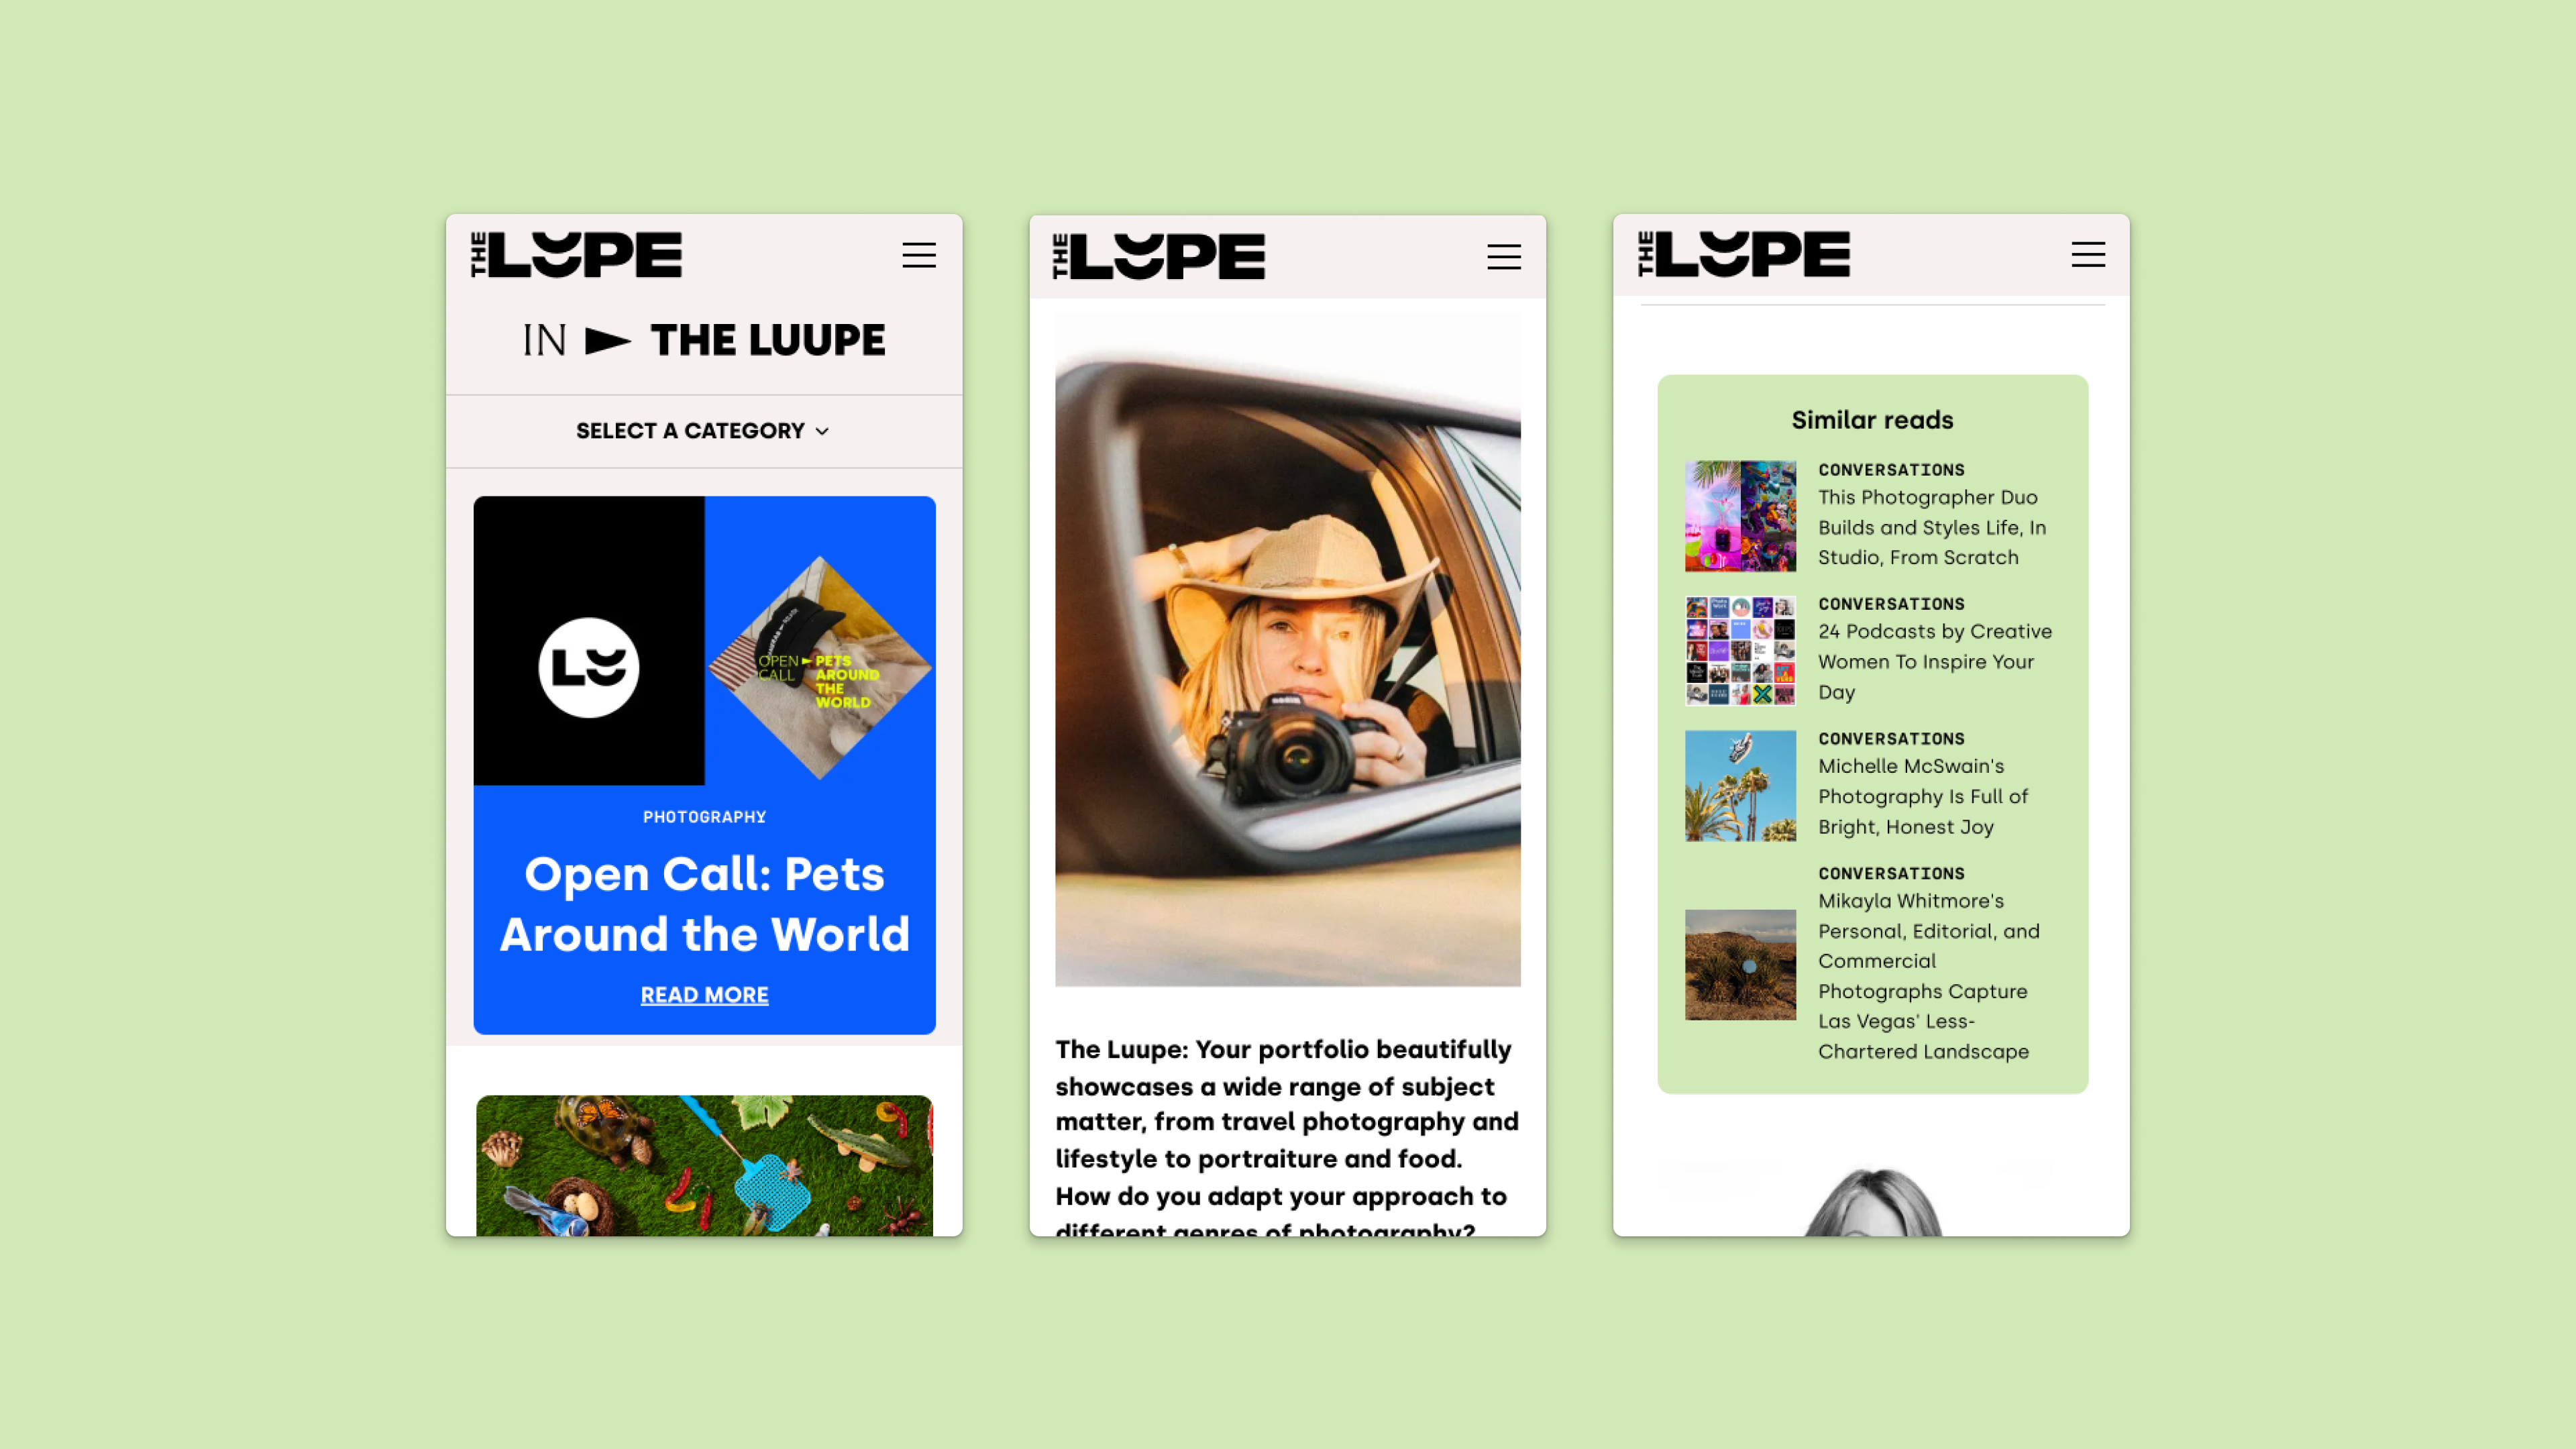 THE LUUPE
IN ► THE LUUPE
SELECT A CATEGORY
LU
OPEN ► PETS
CALL AROUND
THE
WORLD
PHOTOGRAPHY
Open Call: Pets
Around the World
READ MORE
THE LUUPE
The Luupe: Your portfolio beautifully
showcases a wide range of subject
matter, from travel photography and
lifestyle to portraiture and food.
How do you adapt your approach to
different genres of photography?
THE LUUPE
Similar reads
CONVERSATIONS
This Photographer Duo
Builds and Styles Life, In
Studio, From Scratch
CONVERSATIONS
24 Podcasts by Creative
Women To Inspire Your
Day
CONVERSATIONS
Michelle McSwain's
Photography Is Full of
Bright, Honest Joy
CONVERSATIONS
Mikayla Whitmore's
Personal, Editorial, and
Commercial
Photographs Capture
Las Vegas' Less-
Chartered Landscape